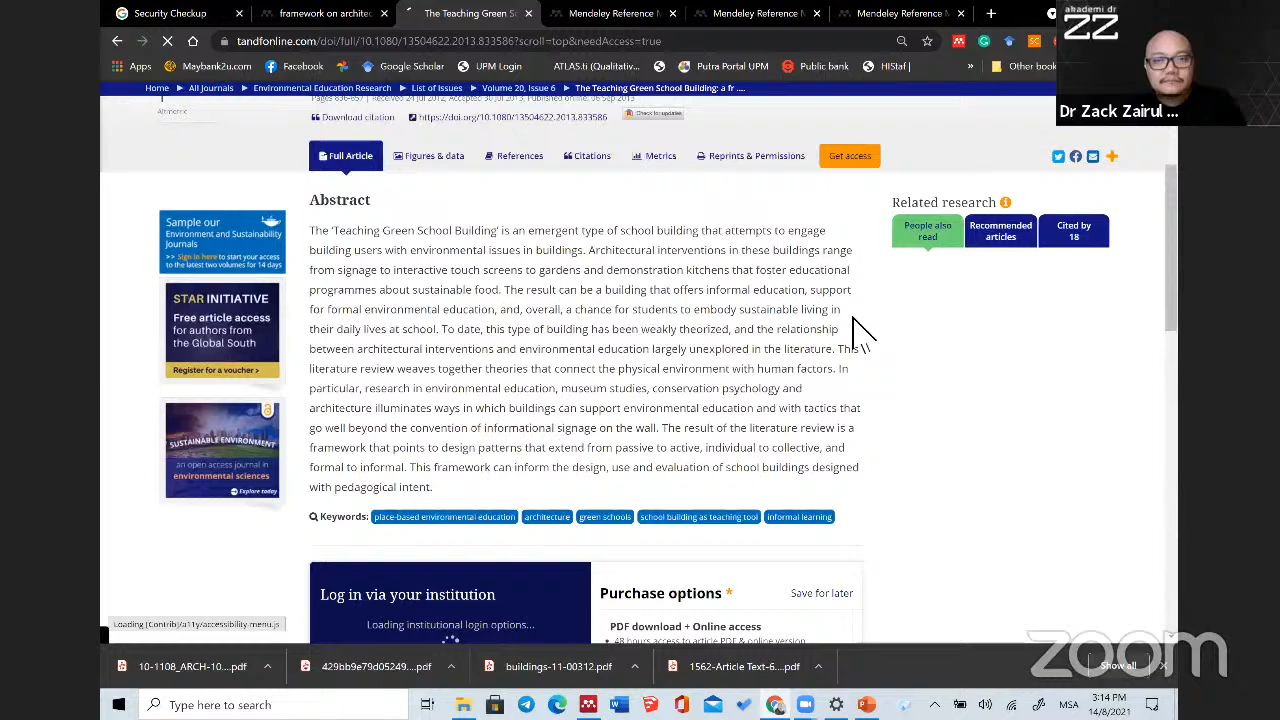 Security Checkup
framework on archite
The Teaching Green Sc
Mendeley Reference
Mendeley Reference
Mendeley Reference
akademi dr
ZZ
tandfonline.com/doi/full/
04622.2013.833586?scroll=top&needAccess=true
Apps
Maybank2u.com
Facebook
Google Scholar
UPM Login
ATLAS.ti (Qualitativ...
Putra Portal UPM
Public bank
HIStat |
»
Other book
Dr Zack Zairul ...
Home
All Journals
Environmental Education Research
List of Issues
Volume 20, Issue 6
The Teaching Green School Building: a fr ....
Altmetric
Pages 836-657 | Received 24 Jul 2012, Accepted 30 Jul 2013, Published online: 06 Sep 2013
Download citation
https://doi.org/10.1080/13504622.2013.833586
Check for updates
Full Article
Figures & data
References
Citations
Metrics
Reprints & Permissions
Get access
Abstract
The 'Teaching Green School Building' is an emergent type of school building that attempts to engage
building users with environmental issues in buildings. Architectural interventions in these buildings range
from signage to interactive touch screens to gardens and demonstration kitchens that foster educational
programmes about sustainable food. The result can be a building that offers informal education, support
for formal environmental education, and, overall, a chance for students to embody sustainable living in
their daily lives at school. To date, this type of building has been weakly theorized, and the relationship
between architectural interventions and environmental education largely unexplored in the literature. This
literature review weaves together theories that connect the physical environment with human factors. In
particular, research in environmental education, museum studies, conservation psychology and
architecture illuminates ways in which buildings can support environmental education and with tactics that
go well beyond the convention of informational signage on the wall. The result of the literature review is a
framework that points to design patterns that extend from passive to active, individual to collective, and
formal to informal. This framework can inform the design, use and evaluation of school buildings designed
with pedagogical intent.
Keywords:
place-based environmental education
architecture
green schools
school building as teaching tool
informal learning
Related research
People also
read
Recommended
articles
Cited by
18
Sample our
Environment and Sustainability
Journals
>> Sign in here to start your access
to the latest two volumes for 14 days
STAR INITIATIVE
Free article access
for authors from
the Global South
Register for a voucher >
SUSTAINABLE ENVIRONMENT
an open access journal in
environmental sciences
Explore today
Log in via your institution
Loading institutional login options...
Purchase options *
Save for later
PDF download + Online access
48 hours access to article PDF & online version
Loading [Contrib]/a11y/accessibility-menu.js
10-1108_ARCH-10....pdf
429bb9e79d05249....pdf
buildings-11-00312.pdf
1562-Article Text-6....pdf
Show all
zoom
Type here to search
MSA
3:14 PM
14/8/2021